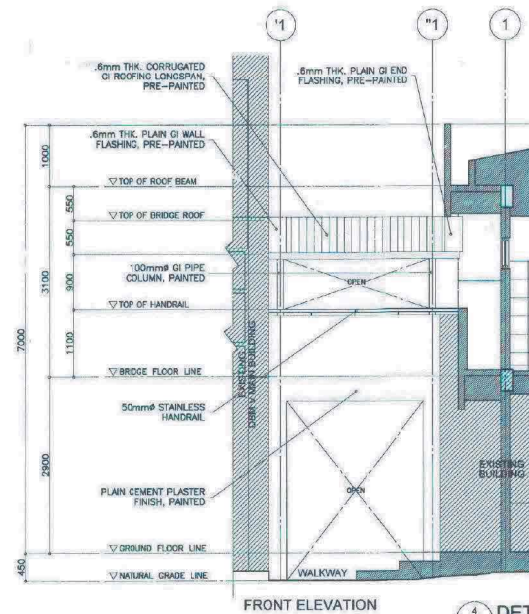 '1
"1
1
.6mm THK. CORRUGATED
GI ROOFING LONGSPAN,
PRE-PAINTED
.6mm THK. PLAIN GI END
FLASHING, PRE-PAINTED
.6mm THK. PLAIN GI WALL
FLASHING, PRE-PAINTED
1000
TOP OF ROOF BEAM
550
TOP OF BRIDGE ROOF
550
100mmø GI PIPE
COLUMN, PAINTED
OPEN
900
3100
TOP OF HANDRAIL
7000
1100
EXISTING
BUILDING
BRIDGE FLOOR LINE
50mmø STAINLESS
HANDRAIL
2900
PLAIN CEMENT PLASTER
FINISH, PAINTED
OPEN
EXISTING
BUILDING
GROUND FLOOR LINE
450
NATURAL GRADE LINE
WALKWAY
FRONT ELEVATION
4
DET